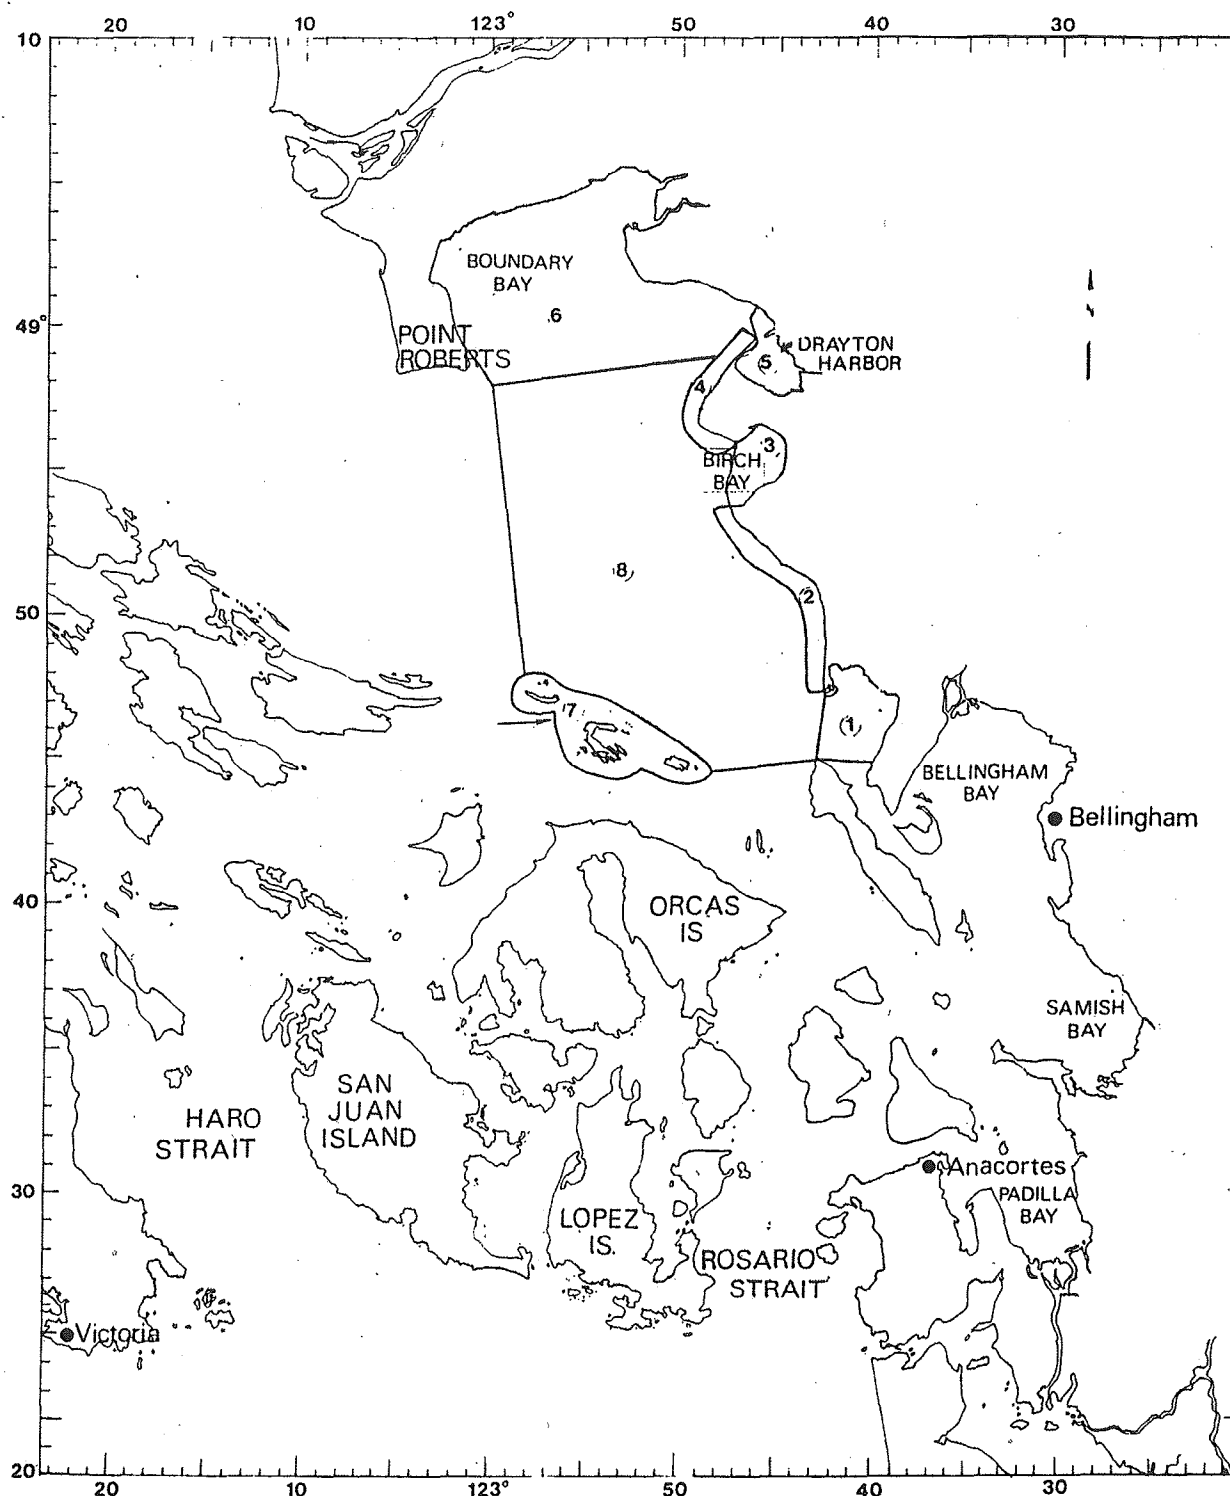 20 10 123° 50 40 30
10
BOUNDARY
BAY
6
49°
POINT
ROBERTS
DRAYTON
HARBOR
5
4
3
BIRCH
BAY
8
2
50
7
1
BELLINGHAM
BAY
Bellingham
40
ORCAS
IS
SAMISH
BAY
SAN
JUAN
ISLAND
HARO
STRAIT
Anacortes
30
PADILLA
BAY
LOPEZ
IS.
ROSARIO
STRAIT
Victoria
20
20 10 123° 50 40 30